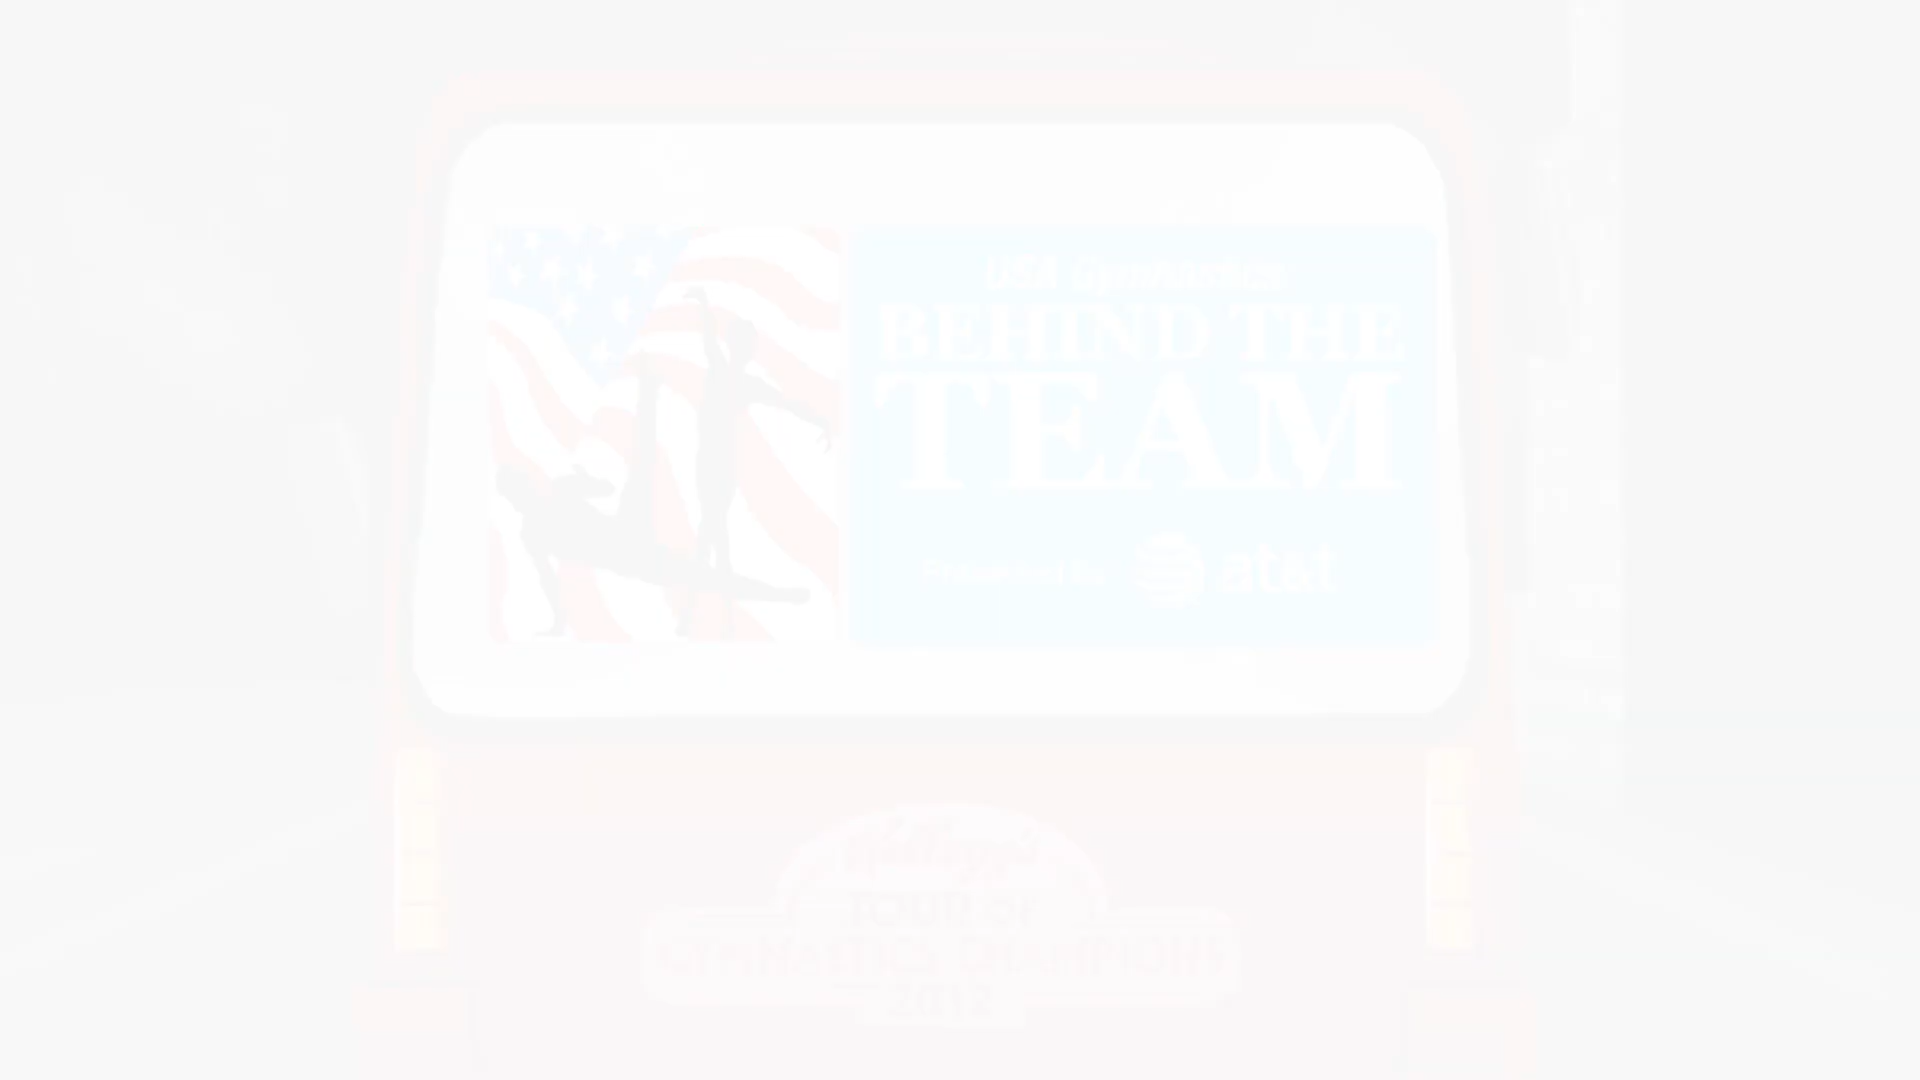 USA Gymnastics
BEHIND THE
TEAM
Presented By at&t
Kellogg's
TOUR OF
GYMNASTICS CHAMPIONS
2012